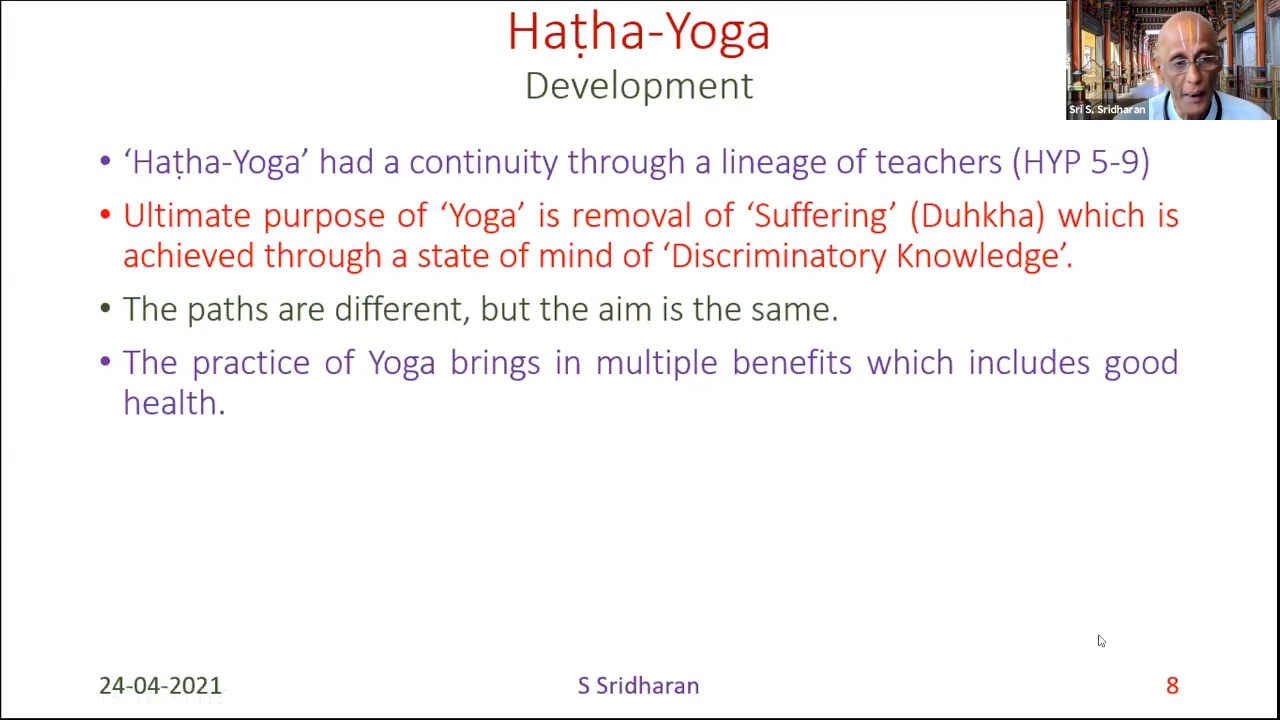 Haṭha-Yoga
Development
Sri S. Sridharan
• ‘Haṭha-Yoga’ had a continuity through a lineage of teachers (HYP 5-9)
• Ultimate purpose of ‘Yoga’ is removal of ‘Suffering’ (Duhkha) which is
achieved through a state of mind of ‘Discriminatory Knowledge’.
• The paths are different, but the aim is the same.
• The practice of Yoga brings in multiple benefits which includes good
health.
24-04-2021
S Sridharan
8